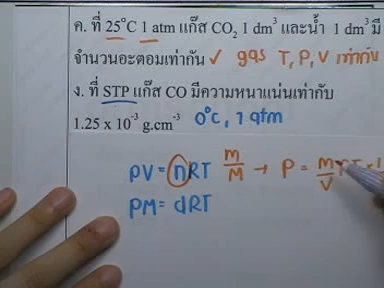 ค. ที่ 25°C 1 atm แก๊ส CO₂ 1 dm³ และน้ำ 1 dm³ มี
จำนวนอะตอมเท่ากัน ✓ gas T, P, V เท่ากัน
ง. ที่ STP แก๊ส CO มีความหนาแน่นเท่ากับ
1.25 x 10⁻³ g.cm⁻³ 0°C, 1 atm
PV = nRT m/M → P = m/V
PM = dRT